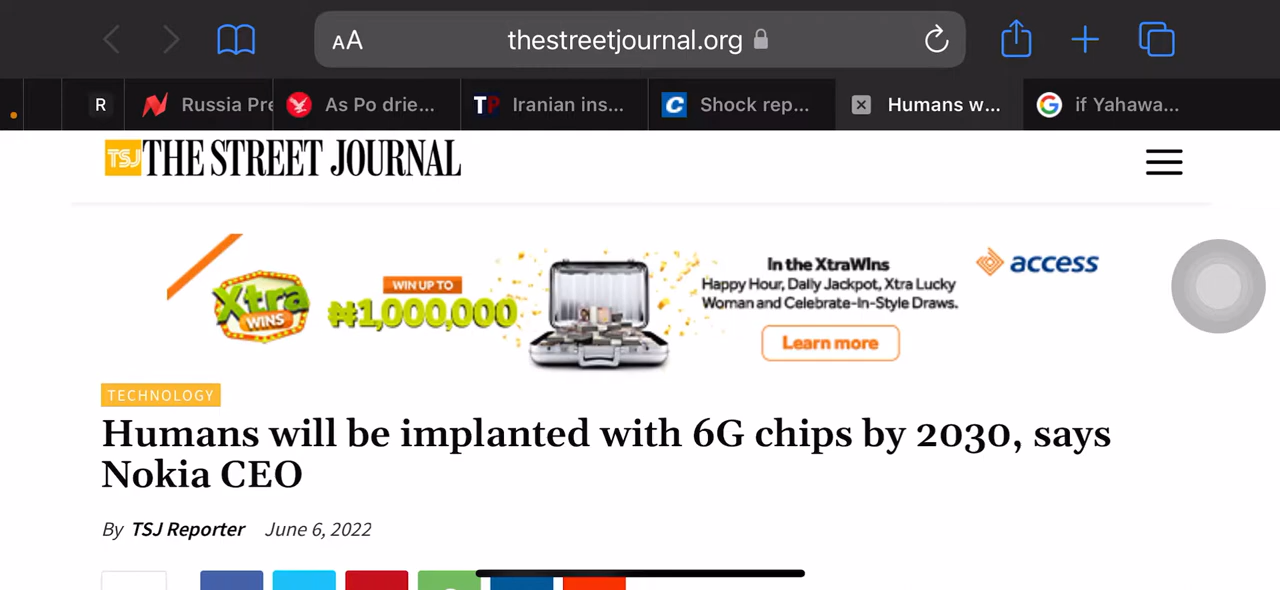 AA thestreetjournal.org
R Russia Pre As Po drie... TP Iranian ins... C Shock rep... Humans w... G if Yahawa...
TSJ THE STREET JOURNAL
Xtra WINS
WIN UP TO
₦1,000,000
In the XtraWins
Happy Hour, Daily Jackpot, Xtra Lucky
Woman and Celebrate-In-Style Draws.
Learn more
access
TECHNOLOGY
Humans will be implanted with 6G chips by 2030, says
Nokia CEO
By TSJ Reporter June 6, 2022